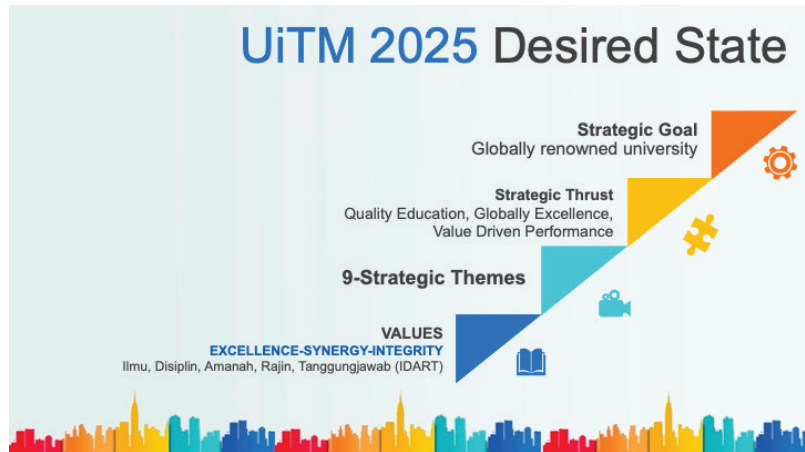 UiTM 2025 Desired State
Strategic Goal
Globally renowned university
Strategic Thrust
Quality Education, Globally Excellence,
Value Driven Performance
9-Strategic Themes
VALUES
EXCELLENCE-SYNERGY-INTEGRITY
Ilmu, Disiplin, Amanah, Rajin, Tanggungjawab (IDART)